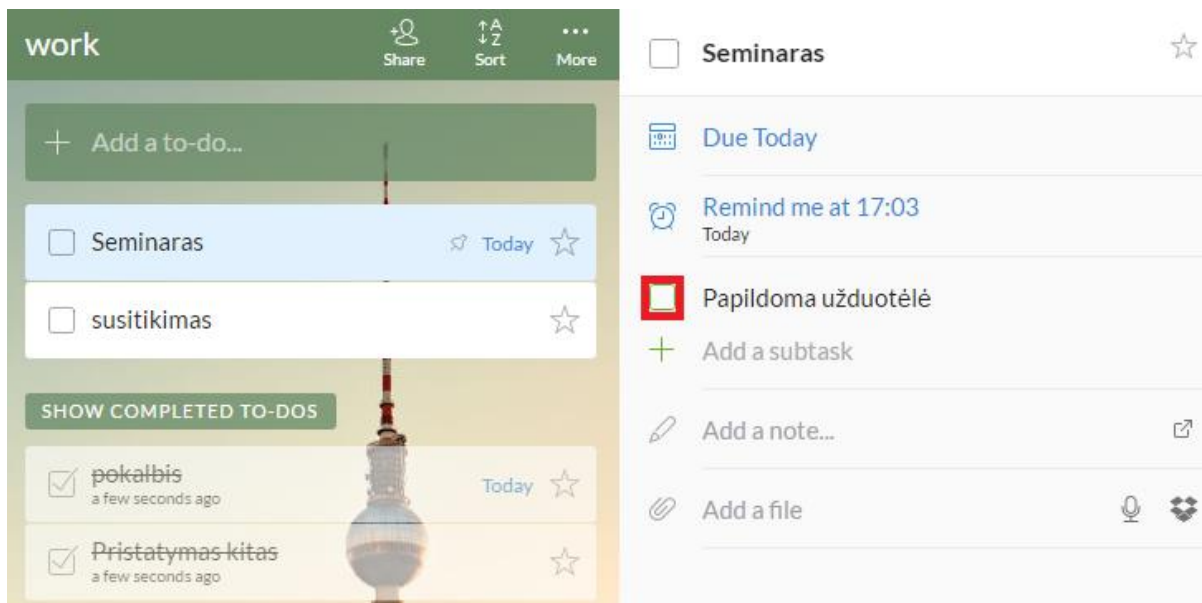 work
Share
Sort
More
Add a to-do...
Seminaras
Today
susitikimas
SHOW COMPLETED TO-DOS
pokalbis
a few seconds ago
Today
Pristatymas kitas
a few seconds ago
Seminaras
Due Today
Remind me at 17:03
Today
Papildoma užduotėlė
Add a subtask
Add a note...
Add a file